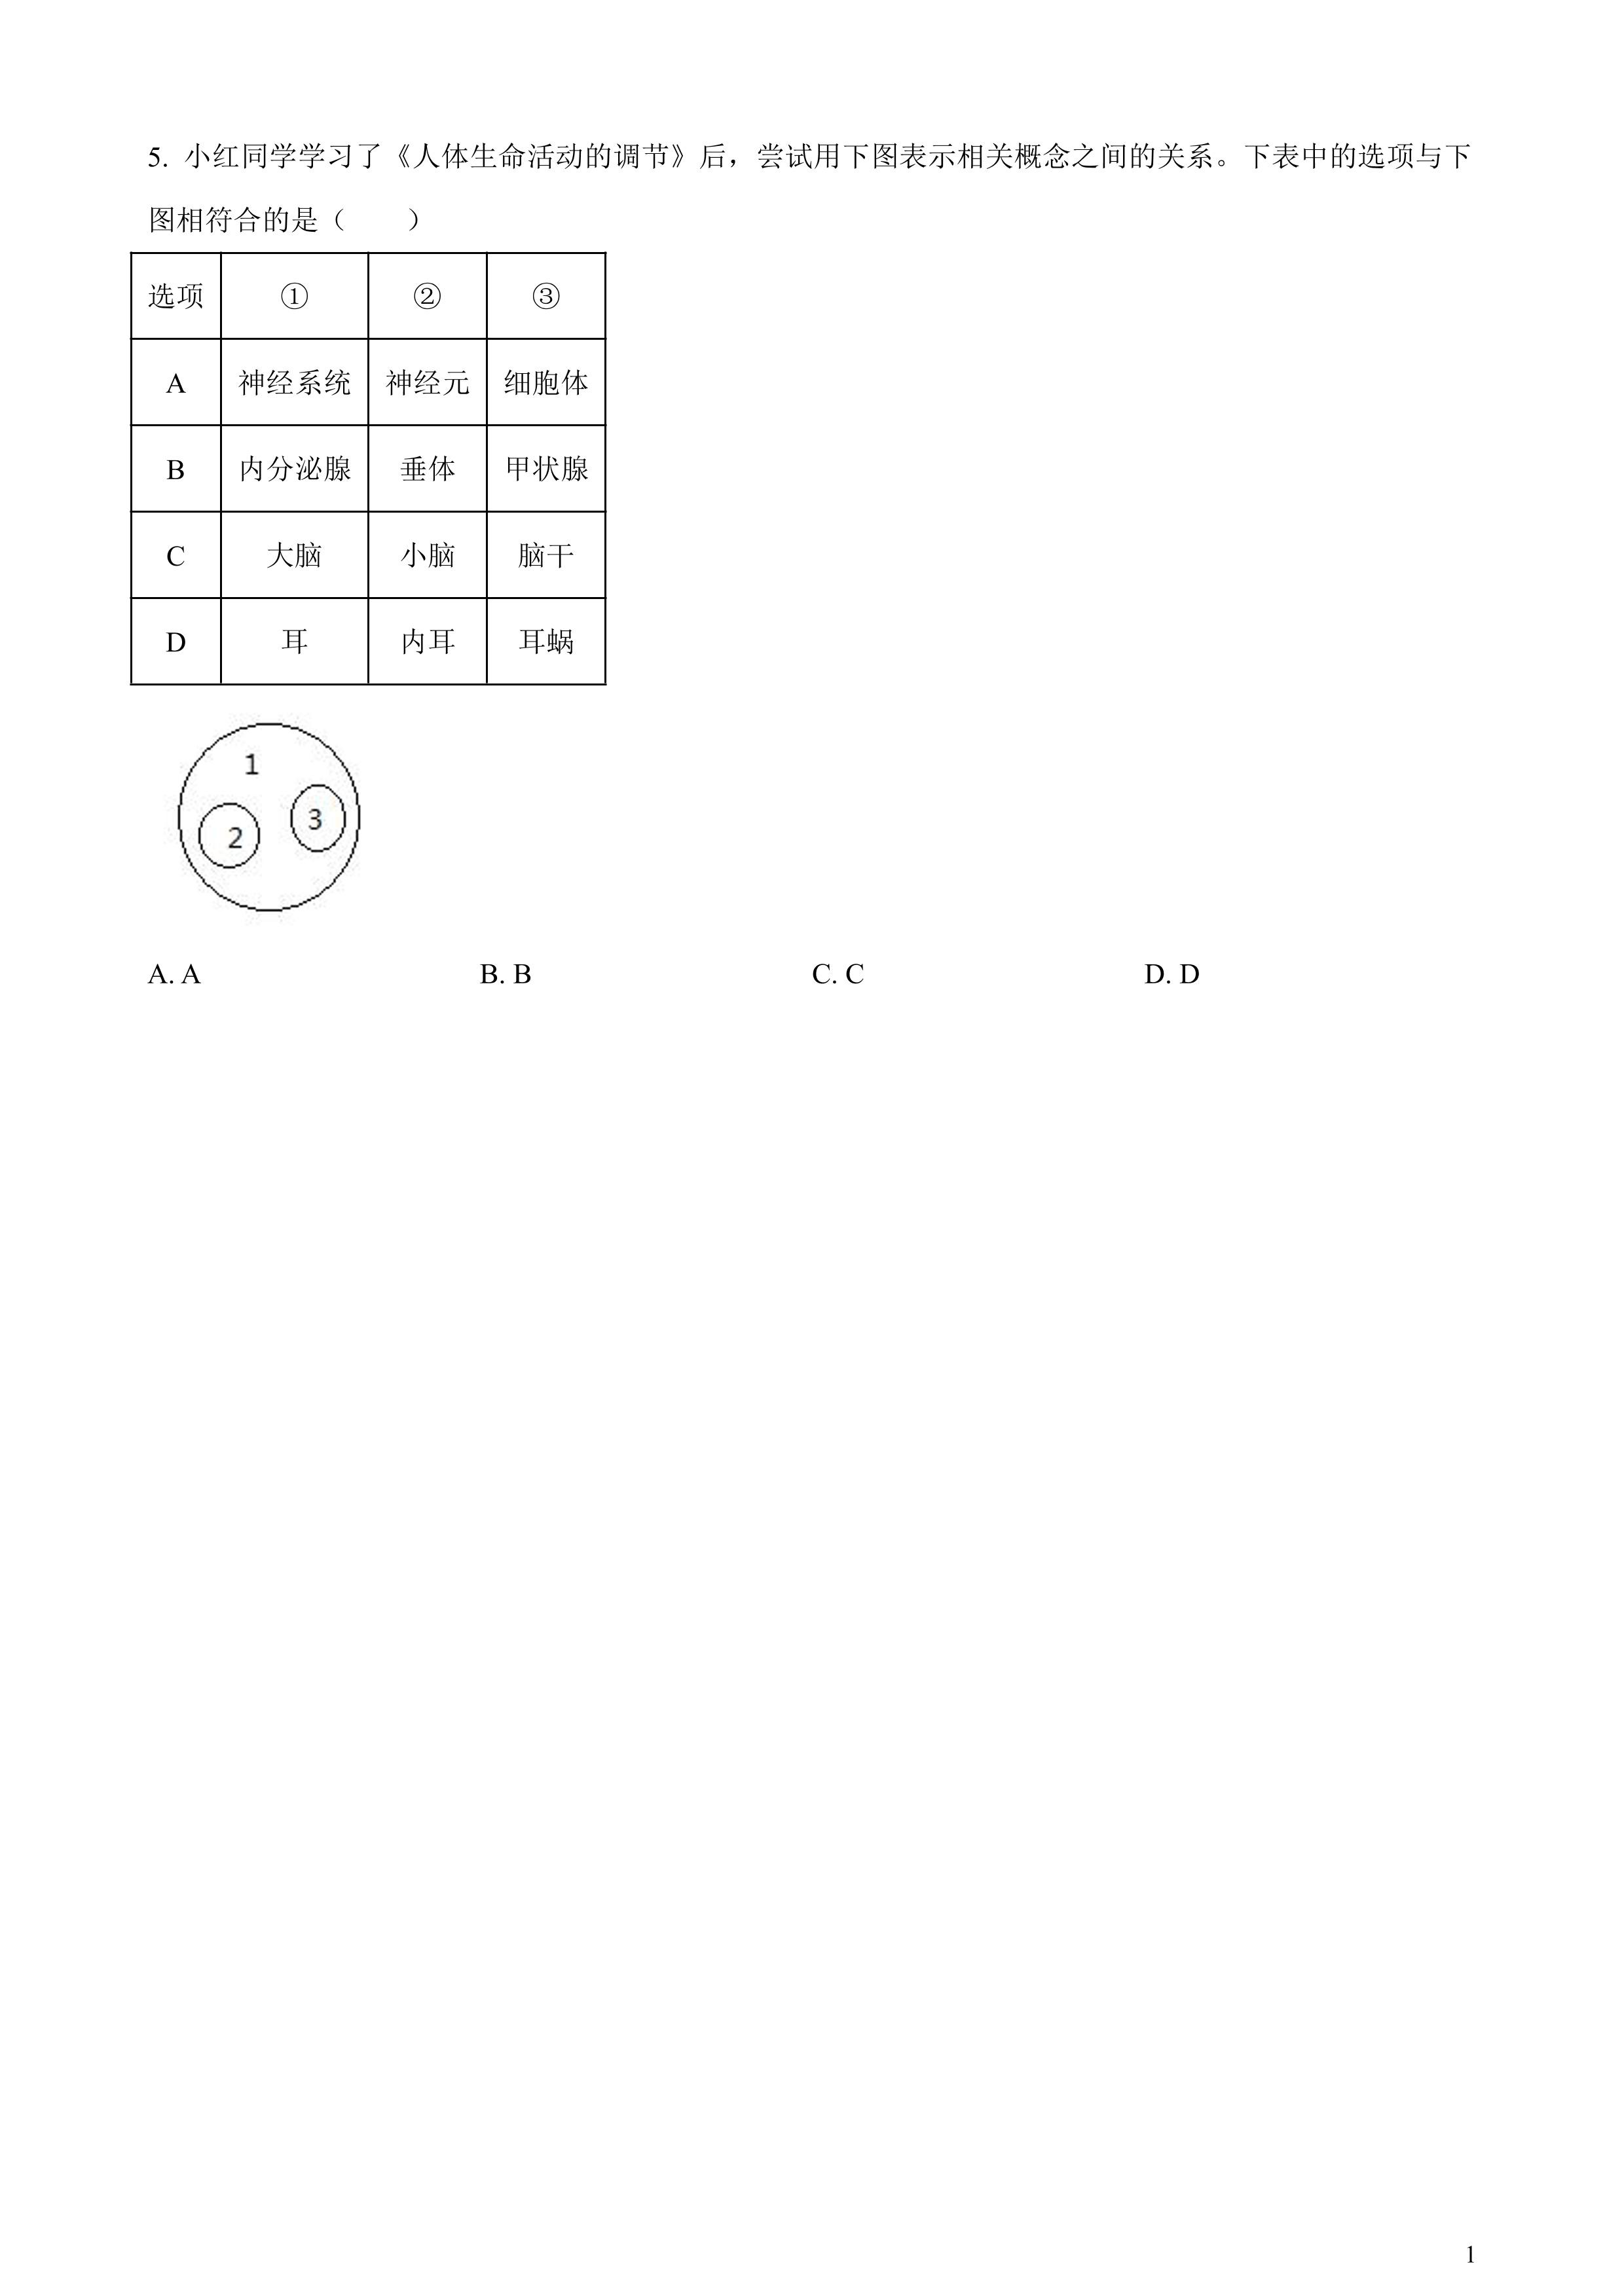 5. 小红同学学习了《人体生命活动的调节》后，尝试用下图表示相关概念之间的关系。下表中的选项与下
图相符合的是（　　）
选项 ① ② ③
A 神经系统 神经元 细胞体
B 内分泌腺 垂体 甲状腺
C 大脑 小脑 脑干
D 耳 内耳 耳蜗
1
2 3
A. A B. B C. C D. D
1